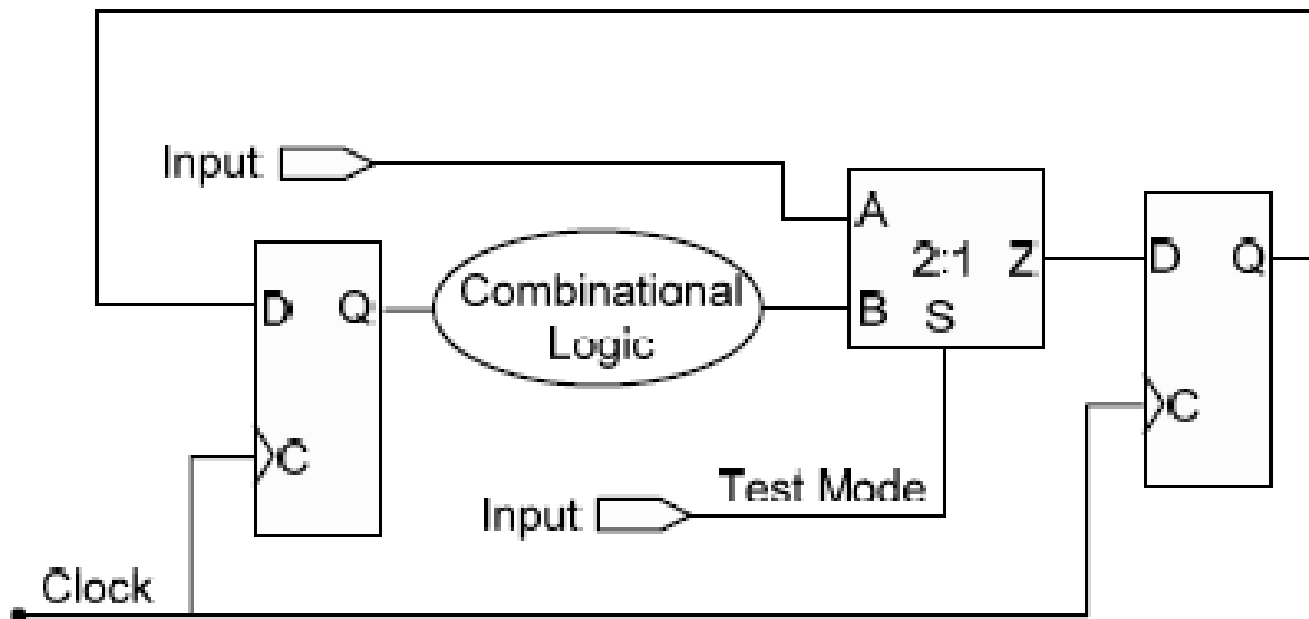 Input
A
2:1
Z
D
Q
D
Q
Combinational
Logic
B
S
C
C
Test Mode
Input
Clock